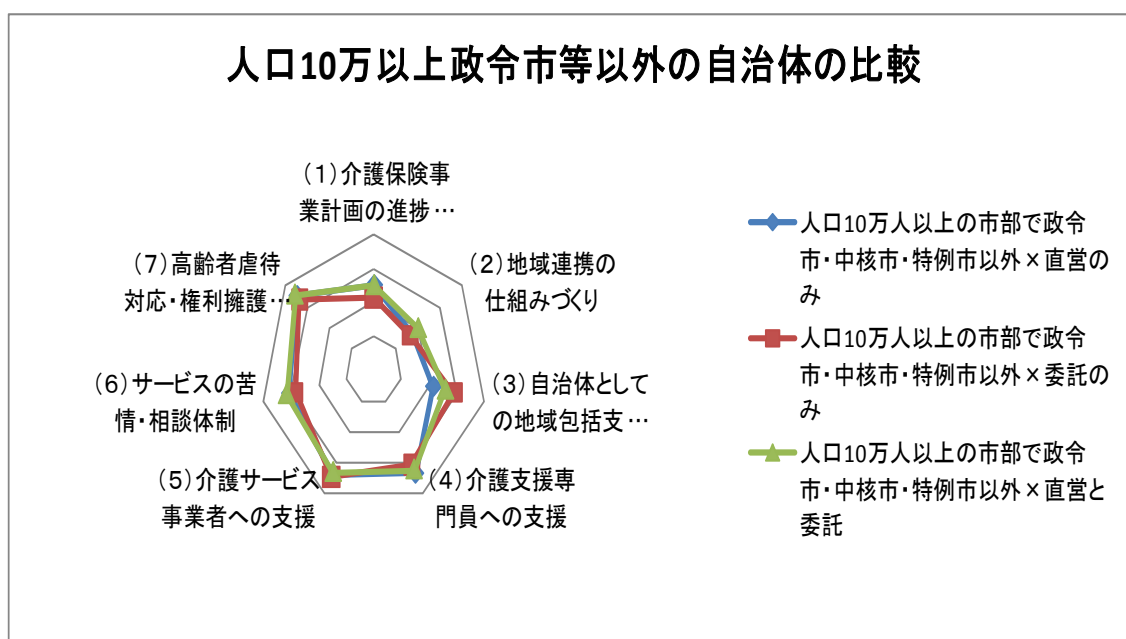 人口10万以上政令市等以外の自治体の比較
（1）介護保険事
業計画の進捗…
（2）地域連携の
仕組みづくり
（3）自治体として
の地域包括支…
（4）介護支援専
門員への支援
（5）介護サービス
事業者への支援
（6）サービスの苦
情・相談体制
（7）高齢者虐待
対応・権利擁護…
人口10万人以上の市部で政令
市・中核市・特例市以外×直営の
み
人口10万人以上の市部で政令
市・中核市・特例市以外×委託のみ
み
人口10万人以上の市部で政令
市・中核市・特例市以外×直営と
委託